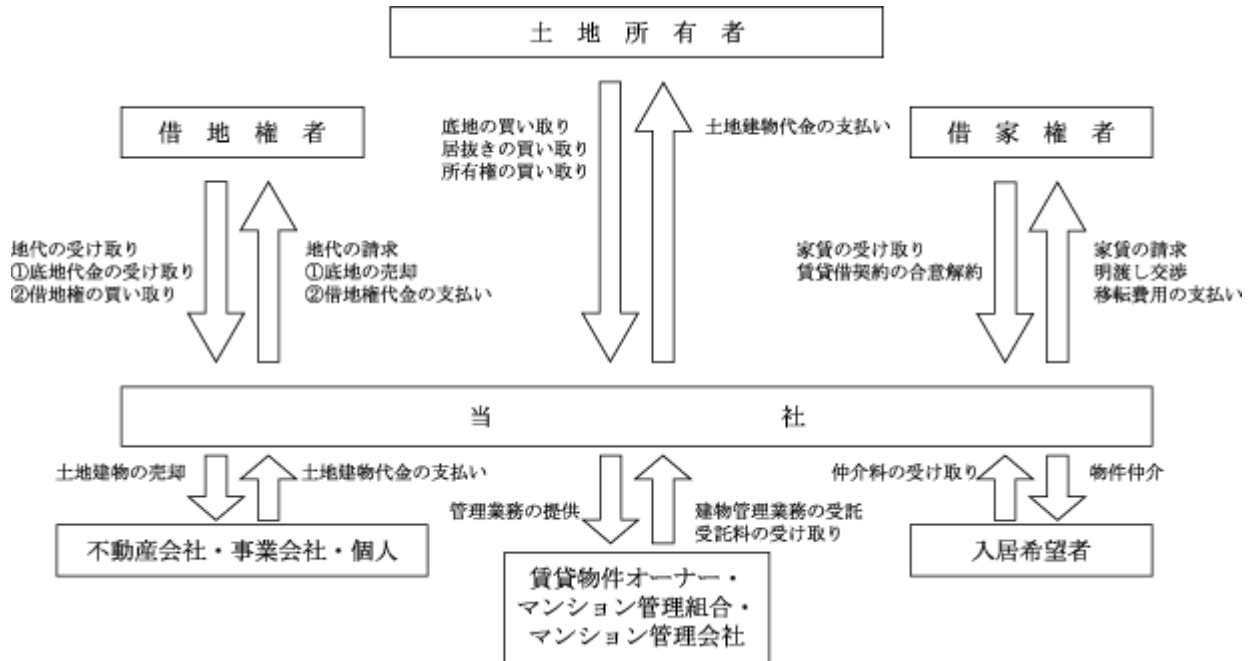 土地所有者
借地権者
底地の買い取り
居抜きの買い取り
所有権の買い取り
土地建物代金の支払い
借家権者
地代の受け取り
①底地代金の受け取り
②借地権の買い取り
地代の請求
①底地の売却
②借地権代金の支払い
家賃の受け取り
賃貸借契約の合意解約
家賃の請求
明渡し交渉
移転費用の支払い
当社
土地建物の売却
土地建物代金の支払い
管理業務の提供
建物管理業務の受託
受託料の受け取り
仲介料の受け取り
物件仲介
不動産会社・事業会社・個人
賃貸物件オーナー・
マンション管理組合・
マンション管理会社
入居希望者